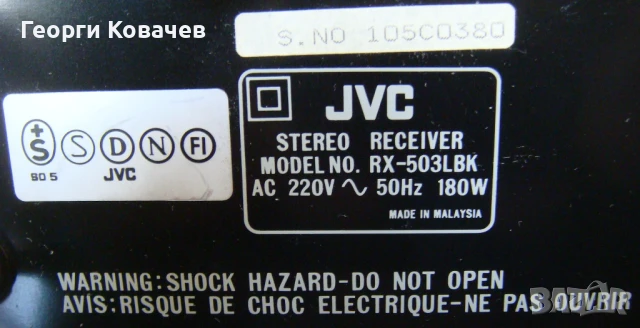 Георги Ковачев
S.NO 105C0380
JVC
STEREO RECEIVER
MODEL NO. RX-503LBK
AC 220V ∿ 50Hz 180W
MADE IN MALAYSIA
+S S D N FI
SO 5 JVC
WARNING: SHOCK HAZARD-DO NOT OPEN
AVIS: RISQUE DE CHOC ELECTRIQUE-NE PAS OUVRIR